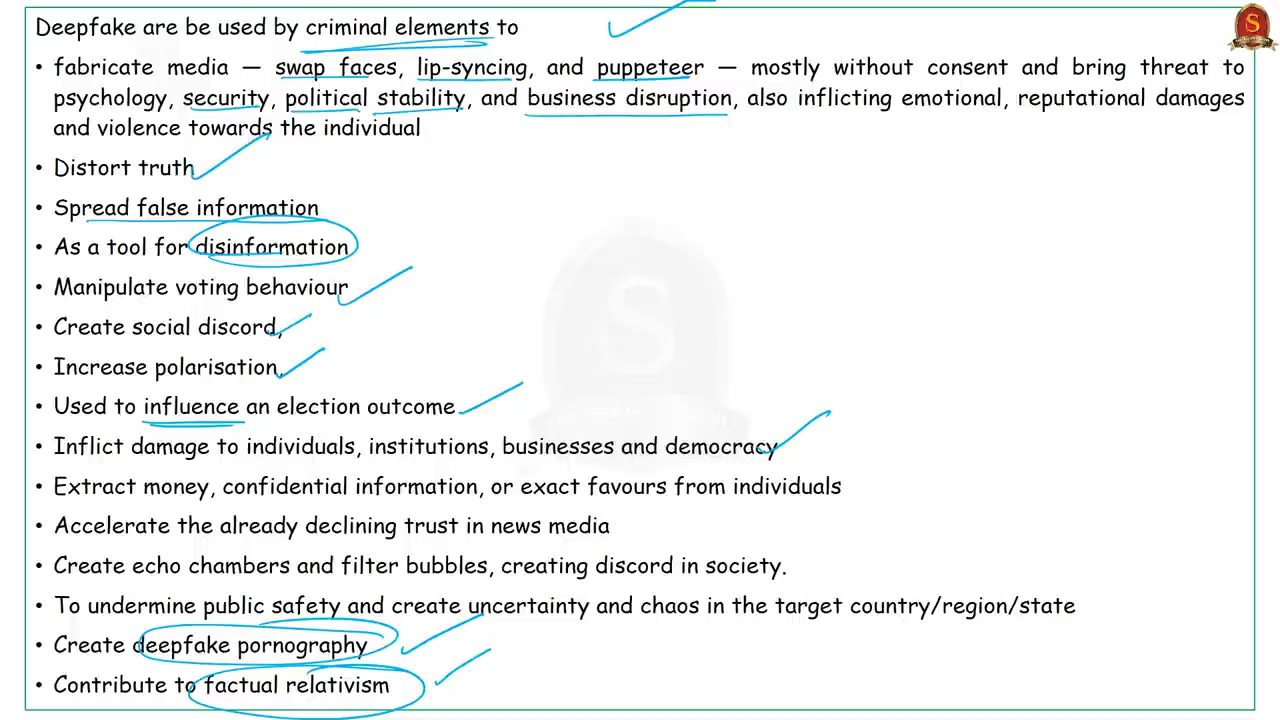 Deepfake are be used by criminal elements to
• fabricate media — swap faces, lip-syncing, and puppeteer — mostly without consent and bring threat to
psychology, security, political stability, and business disruption, also inflicting emotional, reputational damages
and violence towards the individual
• Distort truth
• Spread false information
• As a tool for disinformation
• Manipulate voting behaviour
• Create social discord,
• Increase polarisation,
• Used to influence an election outcome
• Inflict damage to individuals, institutions, businesses and democracy
• Extract money, confidential information, or exact favours from individuals
• Accelerate the already declining trust in news media
• Create echo chambers and filter bubbles, creating discord in society.
• To undermine public safety and create uncertainty and chaos in the target country/region/state
• Create deepfake pornography
• Contribute to factual relativism
S
S